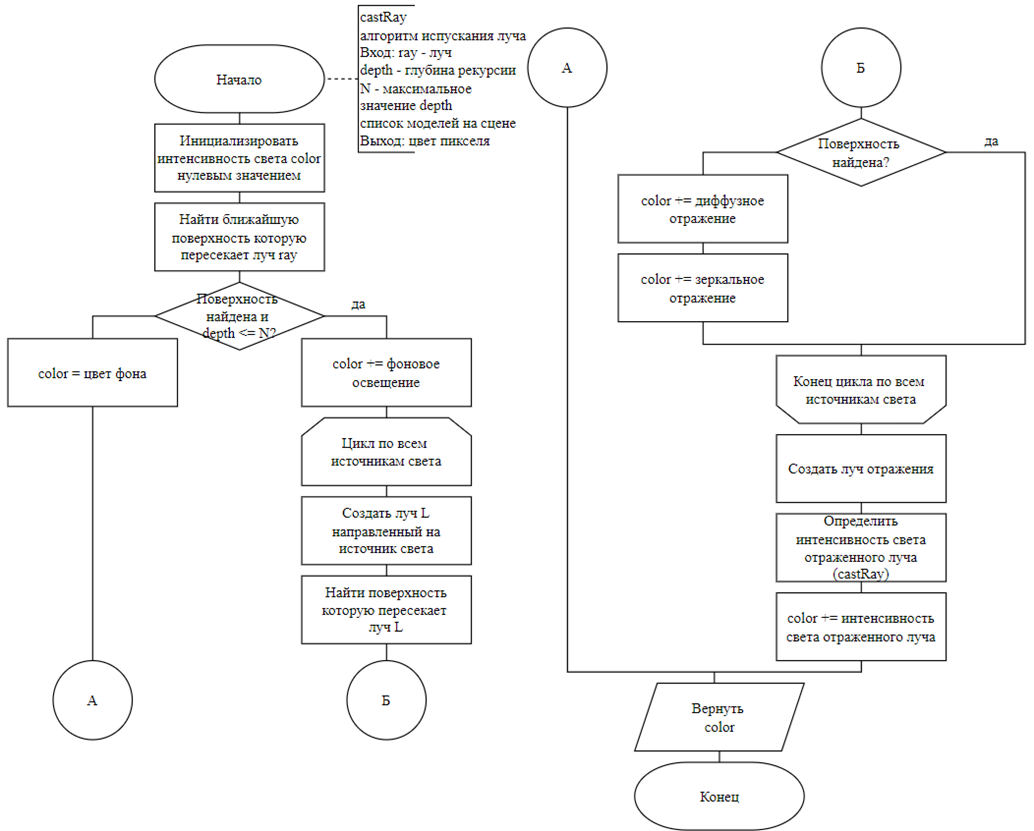 Начало
castRay
алгоритм испускания луча
Вход: ray - луч
depth - глубина рекурсии
N - максимальное
значение depth
список моделей на сцене
Выход: цвет пикселя
Инициализировать
интенсивность света color
нулевым значением
Найти ближайшую
поверхность которую
пересекает луч ray
Поверхность
найдена и
depth <= N?
да
color = цвет фона
color += фоновое
освещение
Цикл по всем
источникам света
Создать луч L
направленный на
источник света
Найти поверхность
которую пересекает
луч L
А
Б
А
Б
Поверхность
найдена?
да
color += диффузное
отражение
color += зеркальное
отражение
Конец цикла по всем
источникам света
Создать луч отражения
Определить
интенсивность света
отраженного луча
(castRay)
color += интенсивность
света отраженного луча
Вернуть
color
Конец